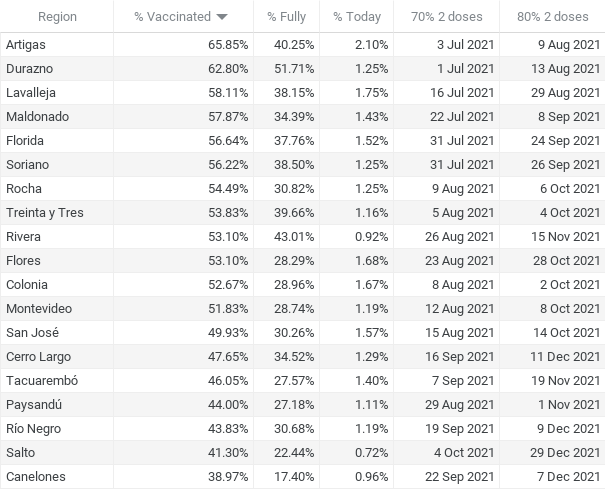 Region % Vaccinated % Fully % Today 70% 2 doses 80% 2 doses
Artigas 65.85% 40.25% 2.10% 3 Jul 2021 9 Aug 2021
Durazno 62.80% 51.71% 1.25% 1 Jul 2021 13 Aug 2021
Lavalleja 58.11% 38.15% 1.75% 16 Jul 2021 29 Aug 2021
Maldonado 57.87% 34.39% 1.43% 22 Jul 2021 8 Sep 2021
Florida 56.64% 37.76% 1.52% 31 Jul 2021 24 Sep 2021
Soriano 56.22% 38.50% 1.25% 31 Jul 2021 26 Sep 2021
Rocha 54.49% 30.82% 1.25% 9 Aug 2021 6 Oct 2021
Treinta y Tres 53.83% 39.66% 1.16% 5 Aug 2021 4 Oct 2021
Rivera 53.10% 43.01% 0.92% 26 Aug 2021 15 Nov 2021
Flores 53.10% 28.29% 1.68% 23 Aug 2021 28 Oct 2021
Colonia 52.67% 28.96% 1.67% 8 Aug 2021 2 Oct 2021
Montevideo 51.83% 28.74% 1.19% 12 Aug 2021 8 Oct 2021
San José 49.93% 30.26% 1.57% 15 Aug 2021 14 Oct 2021
Cerro Largo 47.65% 34.52% 1.29% 16 Sep 2021 11 Dec 2021
Tacuarembó 46.05% 27.57% 1.40% 7 Sep 2021 19 Nov 2021
Paysandú 44.00% 27.18% 1.11% 29 Aug 2021 1 Nov 2021
Río Negro 43.83% 30.68% 1.19% 19 Sep 2021 9 Dec 2021
Salto 41.30% 22.44% 0.72% 4 Oct 2021 29 Dec 2021
Canelones 38.97% 17.40% 0.96% 22 Sep 2021 7 Dec 2021